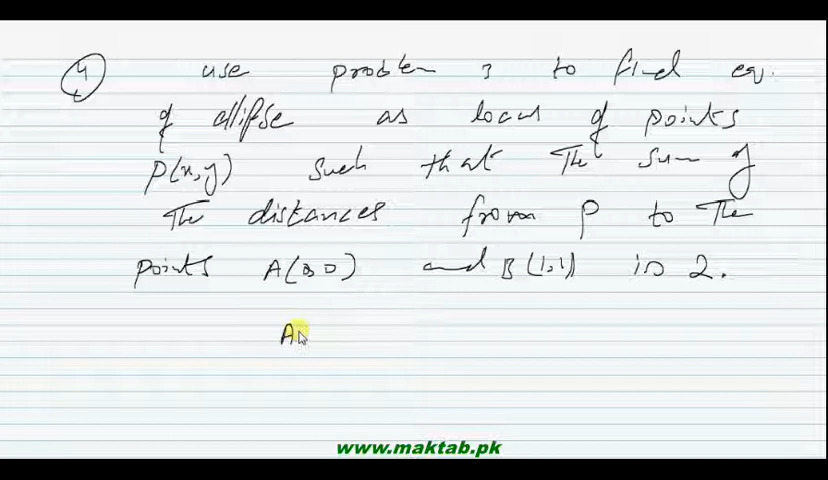 4 use problem 3 to find eq.
of ellipse as locus of points
P(x,y) such that The sum of
The distances from P to The
points A(0,0) and B(1,1) is 2.
A
www.maktab.pk